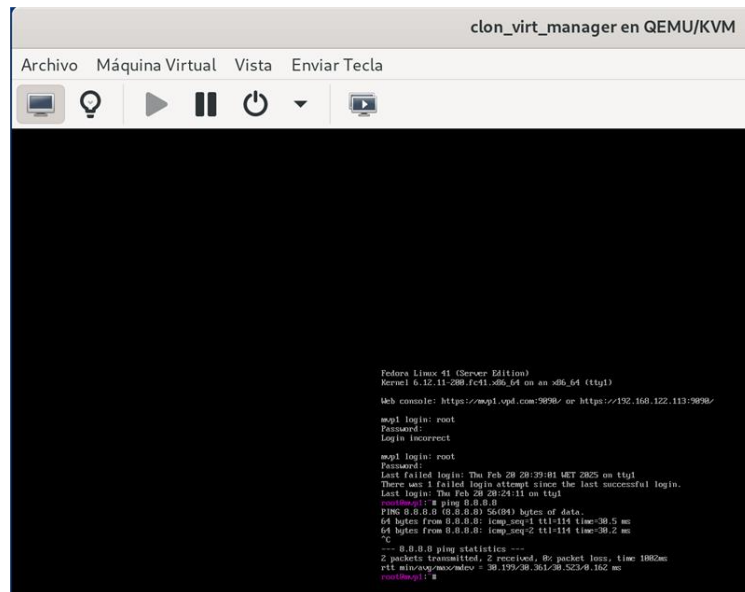 clon_virt_manager en QEMU/KVM
Archivo Máquina Virtual Vista Enviar Tecla
Fedora Linux 41 (Server Edition)
Kernel 6.12.11-200.fc41.x86_64 on an x86_64 (tty1)
Web console: https://mvp1.vpd.com:9090/ or https://192.168.122.113:9090/
mvp1 login: root
Password:
Login incorrect
mvp1 login: root
Password:
Last failed login: Thu Feb 20 20:39:01 WET 2025 on tty1
There was 1 failed login attempt since the last successful login.
Last login: Thu Feb 20 20:24:11 on tty1
root@mvp1:~# ping 8.8.8.8
PING 8.8.8.8 (8.8.8.8) 56(84) bytes of data.
64 bytes from 8.8.8.8: icmp_seq=1 ttl=114 time=30.5 ms
64 bytes from 8.8.8.8: icmp_seq=2 ttl=114 time=30.2 ms
^C
--- 8.8.8.8 ping statistics ---
2 packets transmitted, 2 received, 0% packet loss, time 1002ms
rtt min/avg/max/mdev = 30.199/30.361/30.523/0.162 ms
root@mvp1:~#